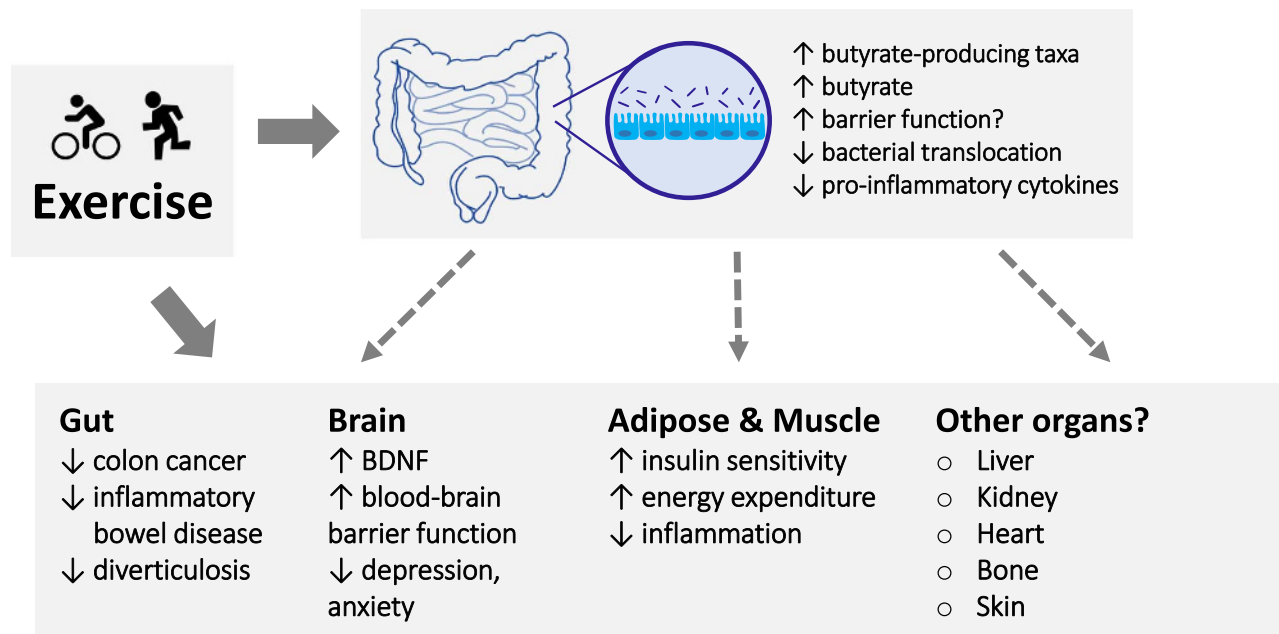 Exercise
↑ butyrate-producing taxa
↑ butyrate
↑ barrier function?
↓ bacterial translocation
↓ pro-inflammatory cytokines
Gut
↓ colon cancer
↓ inflammatory
bowel disease
↓ diverticulosis
Brain
↑ BDNF
↑ blood-brain
barrier function
↓ depression,
anxiety
Adipose & Muscle
↑ insulin sensitivity
↑ energy expenditure
↓ inflammation
Other organs?
○ Liver
○ Kidney
○ Heart
○ Bone
○ Skin